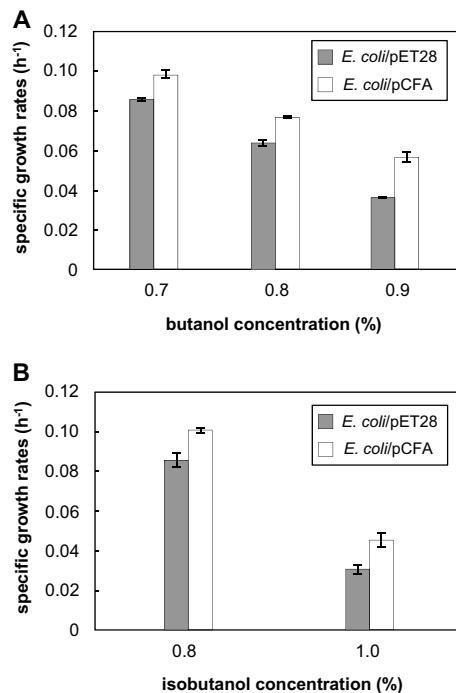 A
specific growth rates (h-1)
0.12
0.10
0.08
0.06
0.04
0.02
0
E. coli/pET28
E. coli/pCFA
0.7 0.8 0.9
butanol concentration (%)
B
specific growth rates (h-1)
0.12
0.10
0.08
0.06
0.04
0.02
0
E. coli/pET28
E. coli/pCFA
0.8 1.0
isobutanol concentration (%)